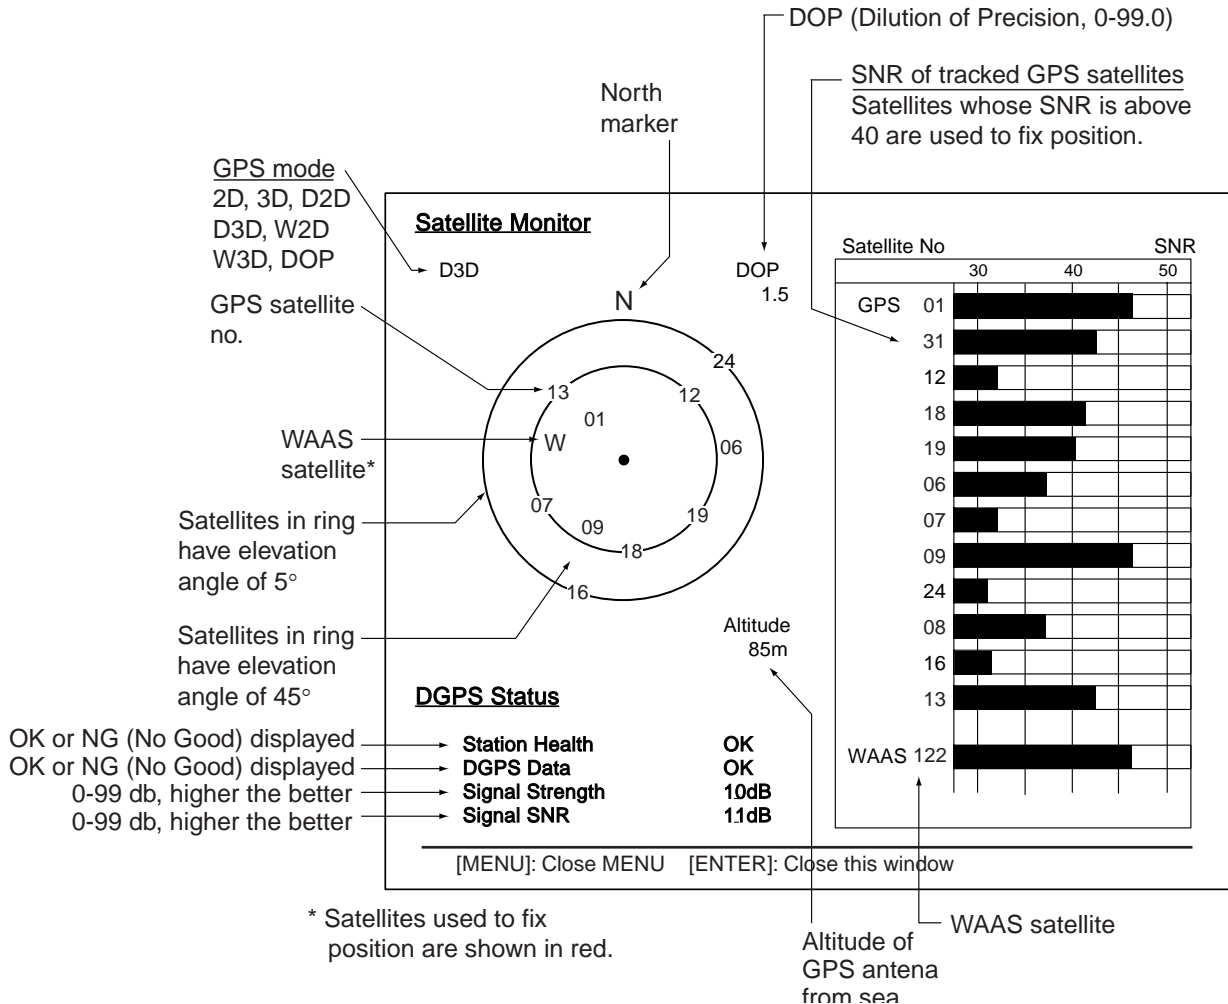 DOP (Dilution of Precision, 0-99.0)
SNR of tracked GPS satellites
Satellites whose SNR is above
40 are used to fix position.
North
marker
GPS mode
2D, 3D, D2D
D3D, W2D
W3D, DOP
GPS satellite
no.
WAAS
satellite*
Satellites in ring
have elevation
angle of 5°
Satellites in ring
have elevation
angle of 45°
OK or NG (No Good) displayed
OK or NG (No Good) displayed
0-99 db, higher the better
0-99 db, higher the better
Satellite Monitor
D3D
DOP
1.5
N
24
13
12
01
W
06
07
19
09
18
16
Altitude
85m
DGPS Status
Station Health OK
DGPS Data OK
Signal Strength 10dB
Signal SNR 11dB
Satellite No SNR
30 40 50
GPS 01
31
12
18
19
06
07
09
24
08
16
13
WAAS 122
[MENU]: Close MENU [ENTER]: Close this window
* Satellites used to fix
position are shown in red.
WAAS satellite
Altitude of
GPS antena
from sea